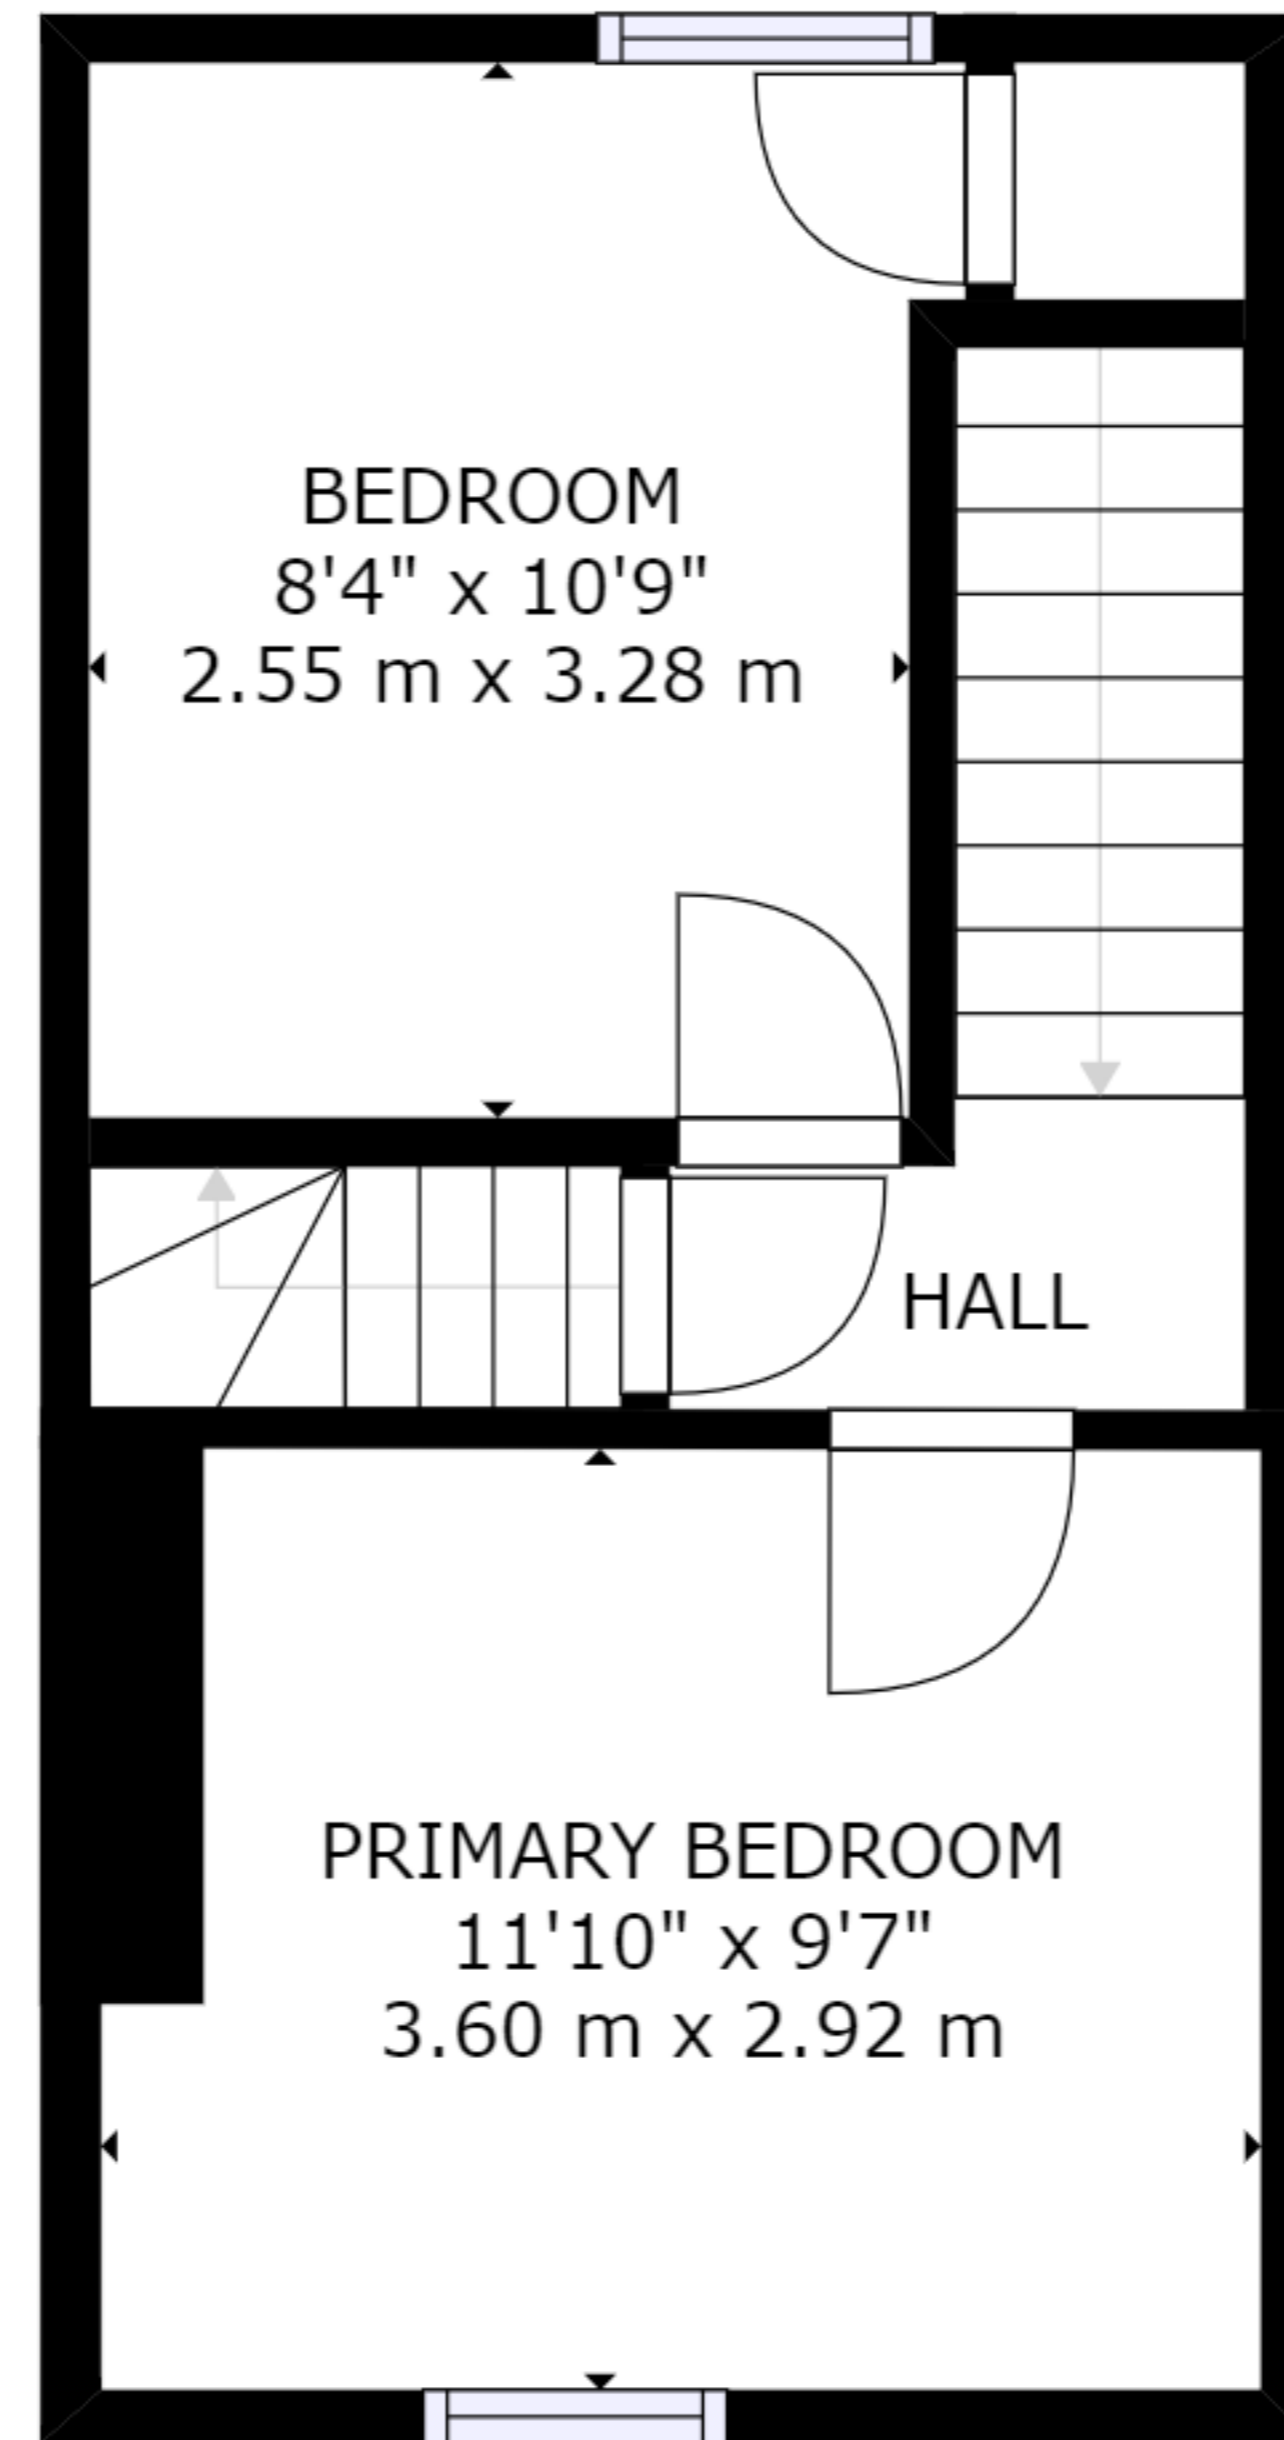 BEDROOM
8'4" x 10'9"
2.55 m x 3.28 m
HALL
PRIMARY BEDROOM
11'10" x 9'7"
3.60 m x 2.92 m